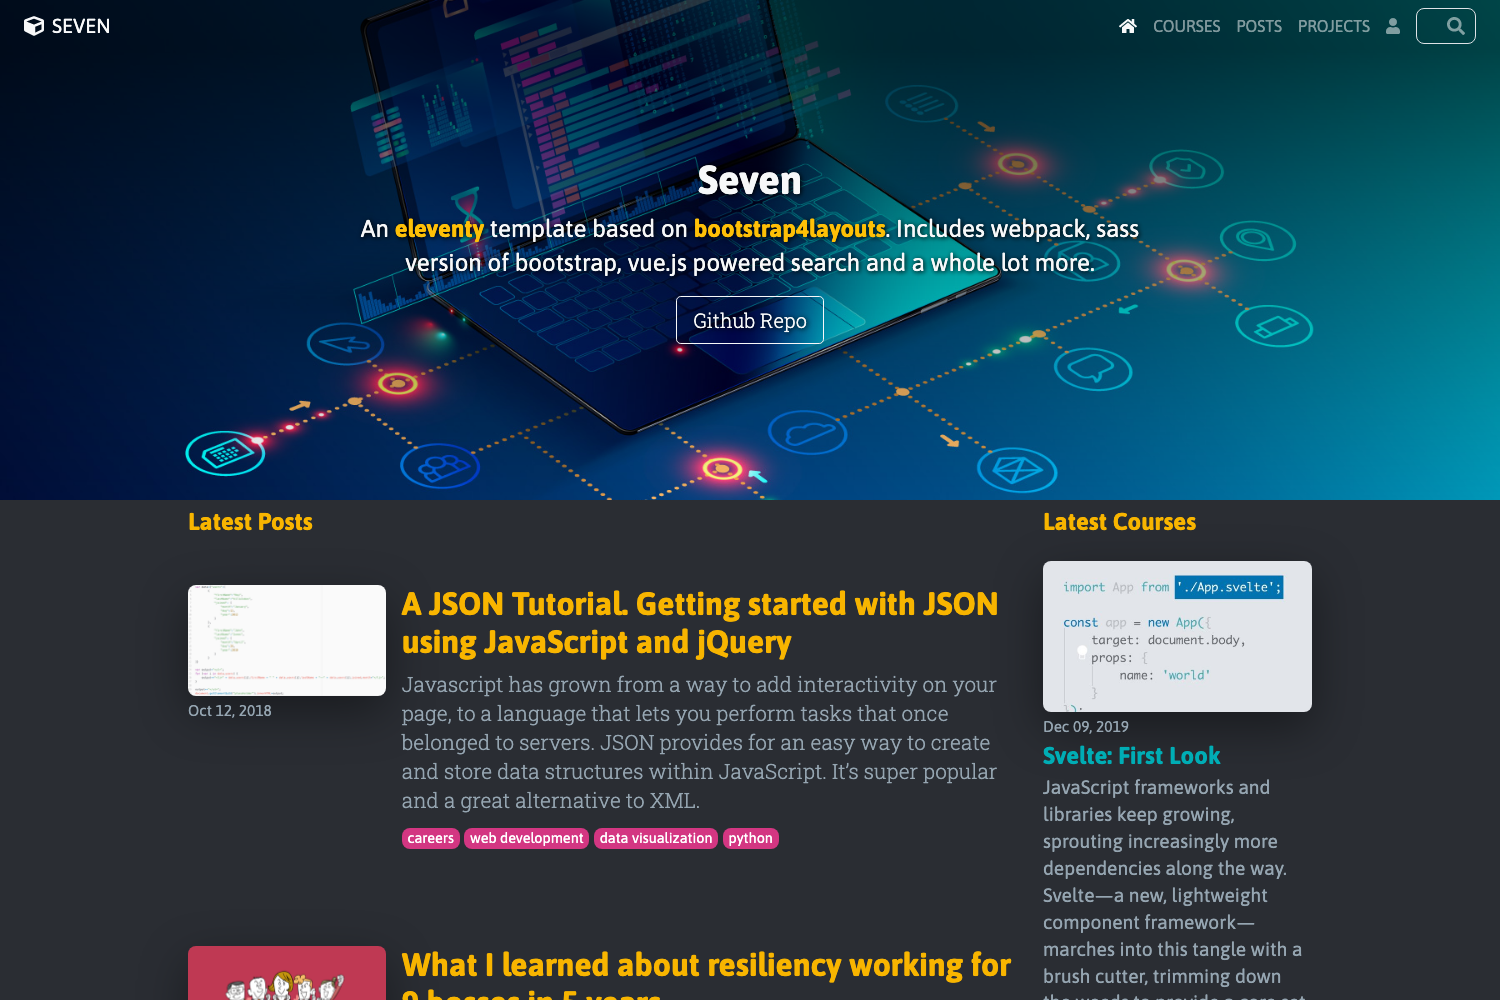 SEVEN
COURSES POSTS PROJECTS
Seven
An eleventy template based on bootstrap4layouts. Includes webpack, sass
version of bootstrap, vue.js powered search and a whole lot more.
Github Repo
Latest Posts
Oct 12, 2018
A JSON Tutorial. Getting started with JSON
using JavaScript and jQuery
Javascript has grown from a way to add interactivity on your
page, to a language that lets you perform tasks that once
belonged to servers. JSON provides for an easy way to create
and store data structures within JavaScript. It's super popular
and a great alternative to XML.
careers web development data visualization python
What I learned about resiliency working for
Latest Courses
import App from './App.svelte';
const app = new App({
target: document.body,
props: {
name: 'world'
}
});
Dec 09, 2019
Svelte: First Look
JavaScript frameworks and
libraries keep growing,
sprouting increasingly more
dependencies along the way.
Svelte—a new, lightweight
component framework—
marches into this tangle with a
brush cutter, trimming down